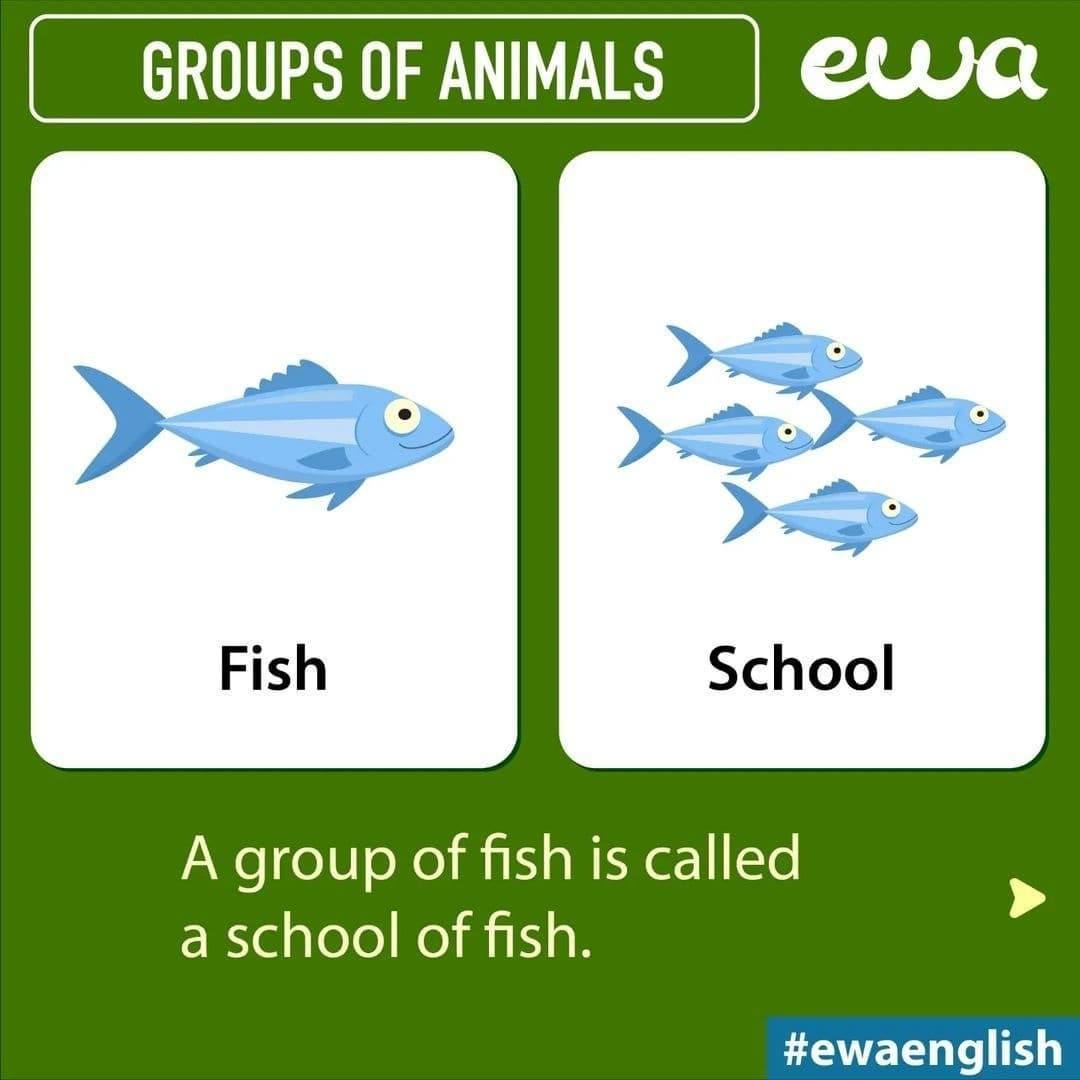 GROUPS OF ANIMALS
ewa
Fish
School
A group of fish is called
a school of fish.
#ewaenglish